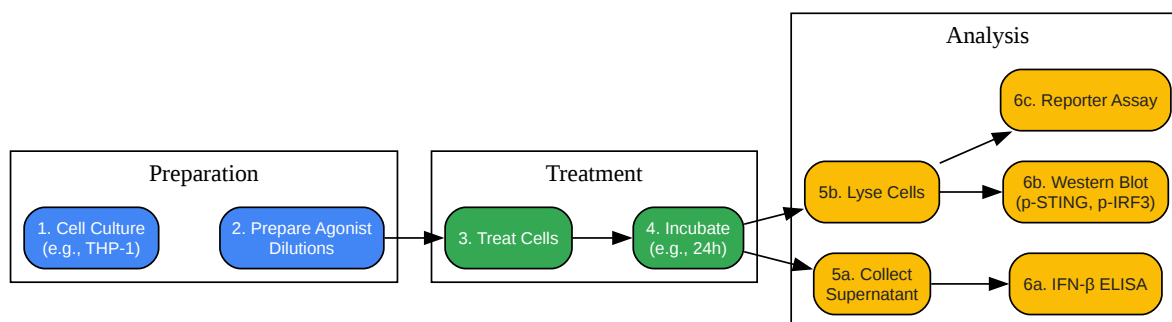 Preparation
1. Cell Culture
(e.g., THP-1)
2. Prepare Agonist
Dilutions
Treatment
3. Treat Cells
4. Incubate
(e.g., 24h)
Analysis
5b. Lyse Cells
5a. Collect
Supernatant
6c. Reporter Assay
6b. Western Blot
(p-STING, p-IRF3)
6a. IFN-β ELISA